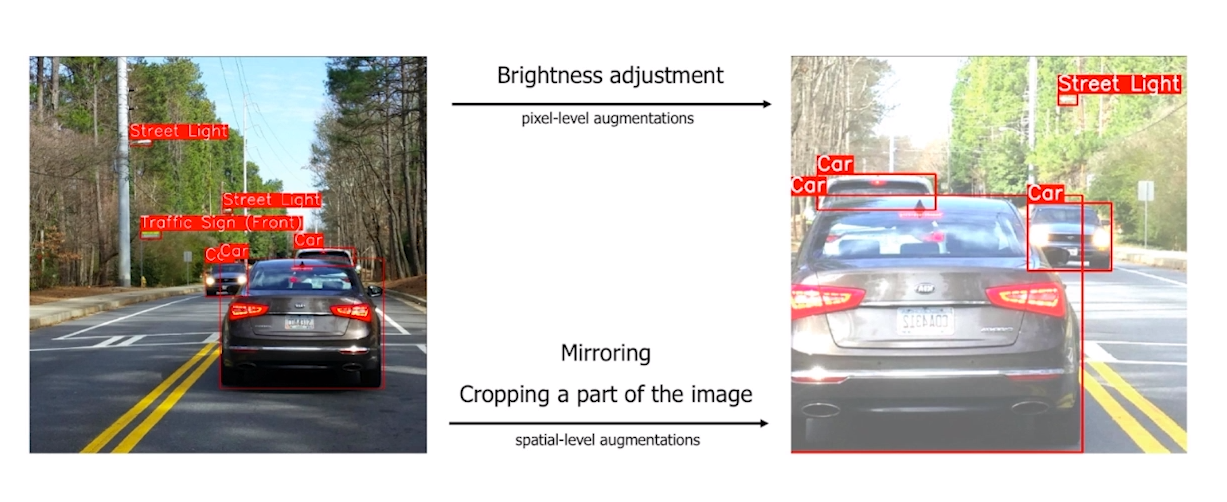 Street Light
Street Light
Traffic Sign (Front)
Car
Car
Brightness adjustment
pixel-level augmentations
Mirroring
Cropping a part of the image
spatial-level augmentations
Street Light
Car
Car
Car